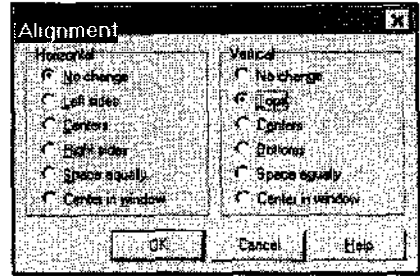 Alignment
Horizontal
No change
Left sides
Centers
Right sides
Space equally
Center in window
Vertical
No change
Tops
Centers
Bottoms
Space equally
Center in window
OK
Cancel
Help